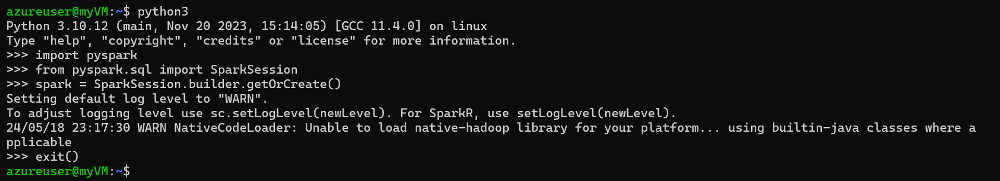 azureuser@myVM:~$ python3
Python 3.10.12 (main, Nov 20 2023, 15:14:05) [GCC 11.4.0] on linux
Type "help", "copyright", "credits" or "license" for more information.
>>> import pyspark
>>> from pyspark.sql import SparkSession
>>> spark = SparkSession.builder.getOrCreate()
Setting default log level to "WARN".
To adjust logging level use sc.setLogLevel(newLevel). For SparkR, use setLogLevel(newLevel).
24/05/18 23:17:30 WARN NativeCodeLoader: Unable to load native-hadoop library for your platform... using builtin-java classes where a
pplicable
>>> exit()
azureuser@myVM:~$